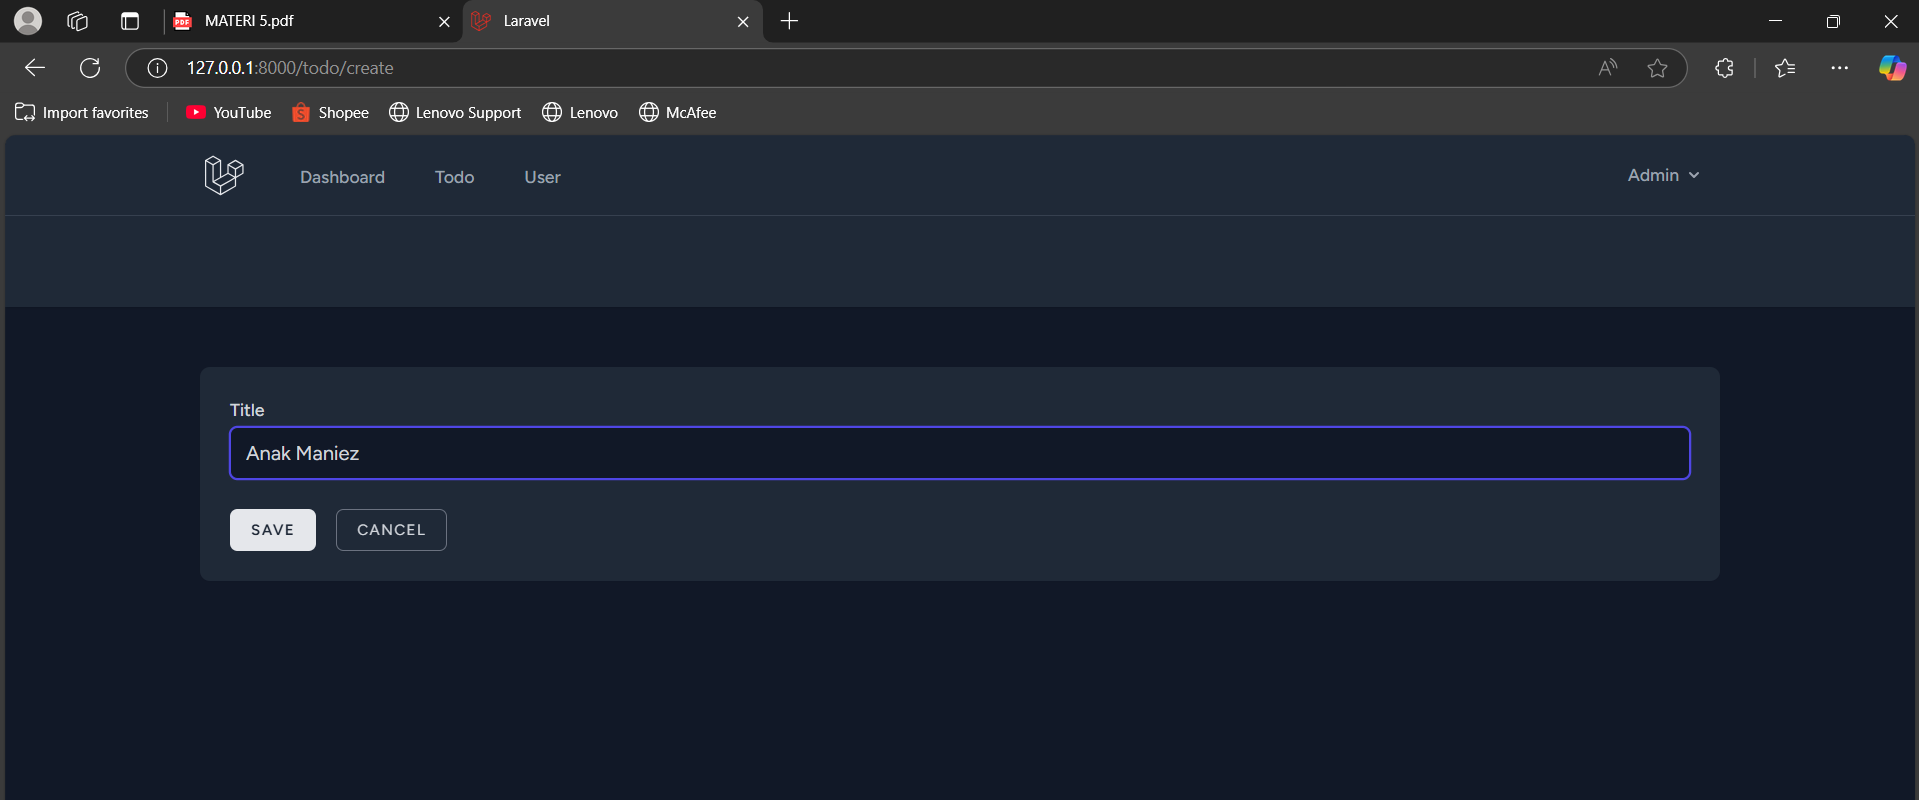 MATERI 5.pdf
Laravel
127.0.0.1:8000/todo/create
Import favorites
YouTube
Shopee
Lenovo Support
Lenovo
McAfee
Dashboard
Todo
User
Admin
Title
Anak Maniez
SAVE
CANCEL